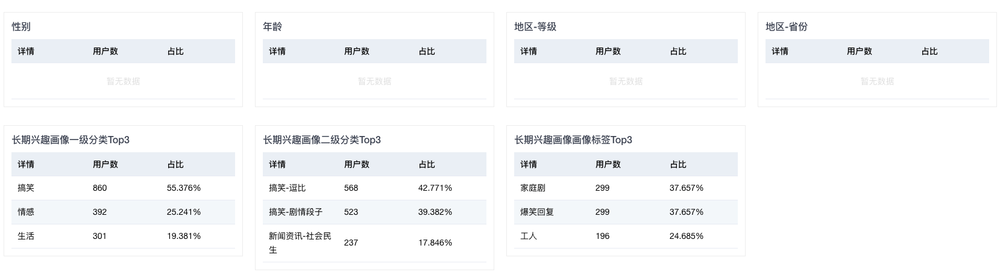 性别
详情 用户数 占比
暂无数据
年龄
详情 用户数 占比
暂无数据
地区-等级
详情 用户数 占比
暂无数据
地区-省份
详情 用户数 占比
暂无数据
长期兴趣画像一级分类Top3
详情 用户数 占比
搞笑 860 55.376%
情感 392 25.241%
生活 301 19.381%
长期兴趣画像二级分类Top3
详情 用户数 占比
搞笑-逗比 568 42.771%
搞笑-剧情段子 523 39.382%
新闻资讯-社会民
生 237 17.846%
长期兴趣画像画像标签Top3
详情 用户数 占比
家庭剧 299 37.657%
爆笑回复 299 37.657%
工人 196 24.685%